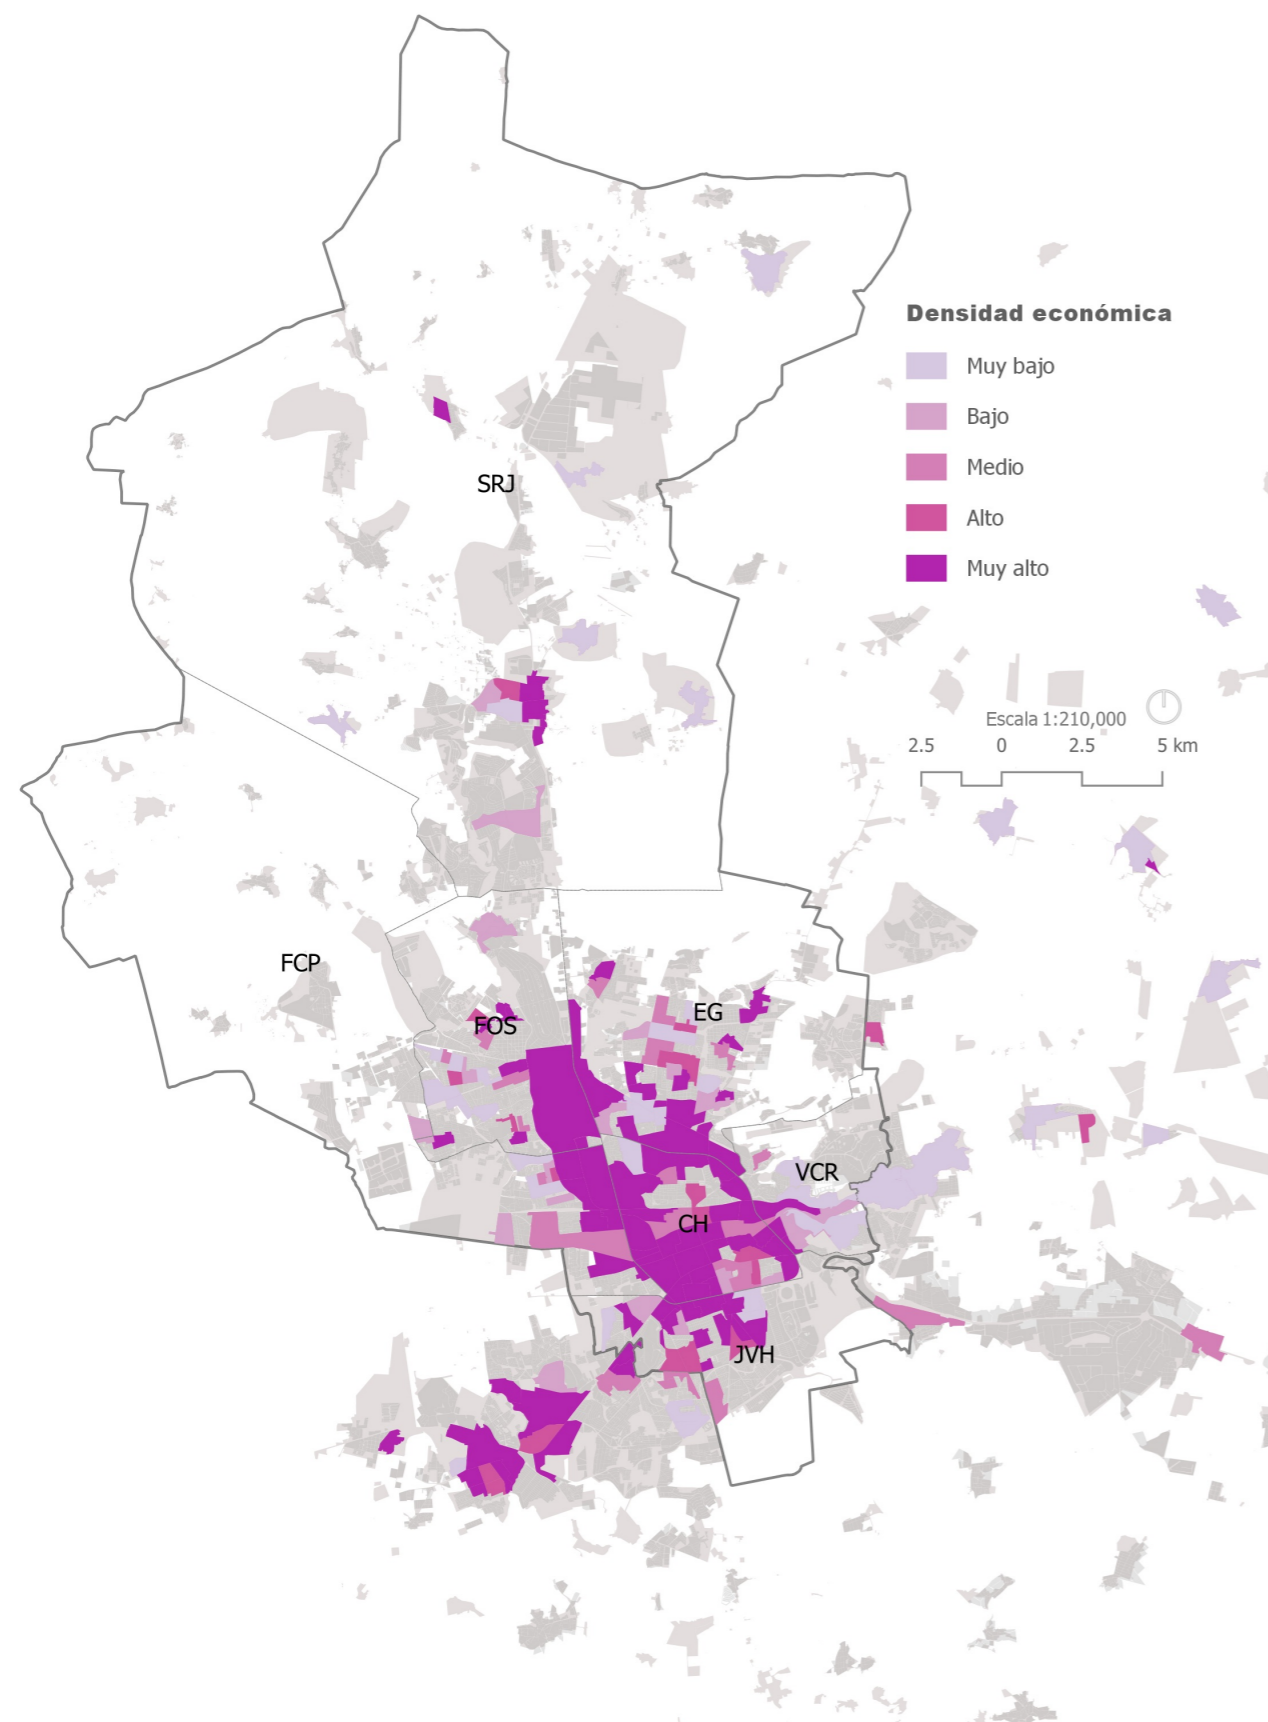 Densidad económica
Muy bajo
Bajo
Medio
Alto
Muy alto
SRJ
Escala 1:210,000
2.5 0 2.5 5 km
FCP
FOS
EG
VCR
CH
JVH